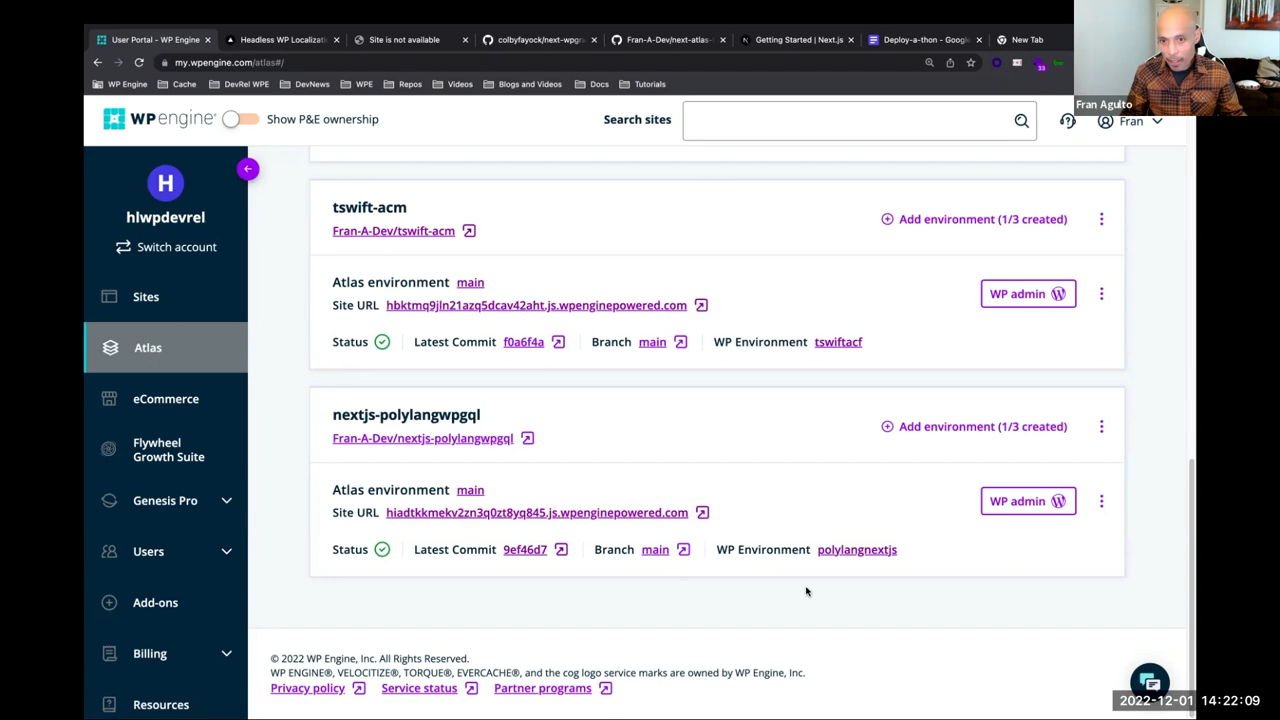 User Portal - WP Engine
Headless WP Localizati
Site is not available
colbyfayock/next-wordpre
Fran-A-Dev/next-atlas-
Getting Started | Next.js
Deploy-a-thon - Google
New Tab
my.wpengine.com/atlas#/
WP Engine
Cache
DevRel WPE
DevNews
WPE
Repos
Videos
Blogs and Videos
Docs
Tutorials
Fran Agulto
WP engine®
Show P&E ownership
Search sites
Fran
H
hlwpdevrel
Switch account
Sites
Atlas
eCommerce
Flywheel
Growth Suite
Genesis Pro
Users
Add-ons
Billing
Resources
tswift-acm
Fran-A-Dev/tswift-acm
Add environment (1/3 created)
Atlas environment main
Site URL hbktmq9jln21azq5dcav42aht.js.wpenginepowered.com
WP admin
Status Latest Commit f0a6f4a Branch main WP Environment tswiftacf
nextjs-polylangwpgql
Fran-A-Dev/nextjs-polylangwpgql
Add environment (1/3 created)
Atlas environment main
Site URL hiadtkkmekv2zn3q0zt8yq845.js.wpenginepowered.com
WP admin
Status Latest Commit 9ef46d7 Branch main WP Environment polylangnextjs
© 2022 WP Engine, Inc. All Rights Reserved.
WP ENGINE®, VELOCITIZE®, TORQUE®, EVERCACHE®, and the cog logo service marks are owned by WP Engine, Inc.
Privacy policy Service status Partner programs
2022-12-01 14:22:09